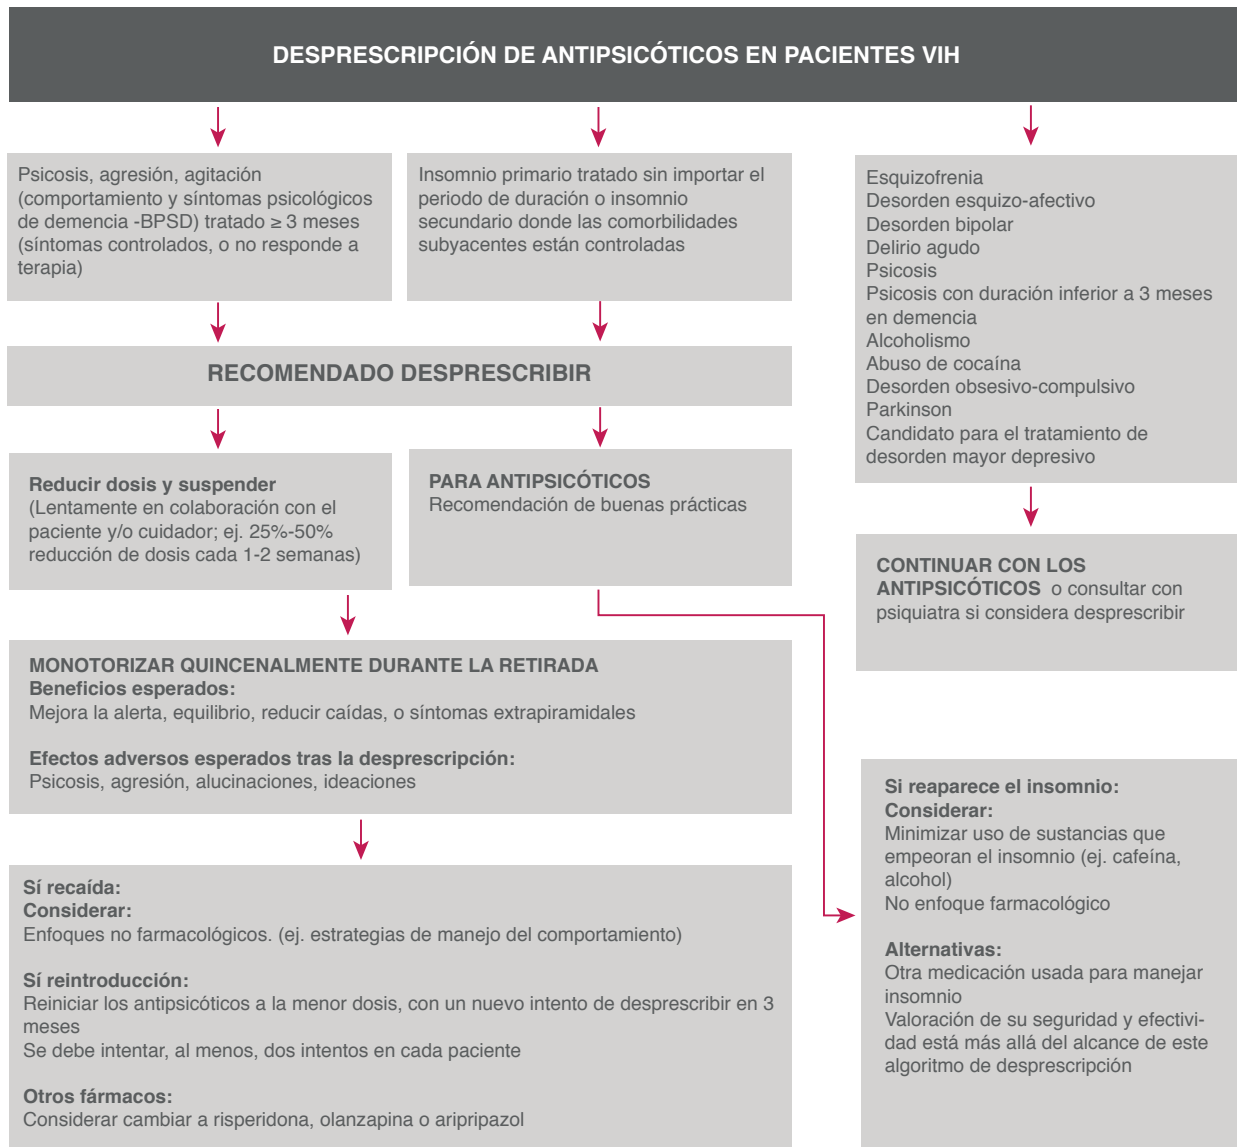 DESPRESCRIPCIÓN DE ANTIPSICÓTICOS EN PACIENTES VIH
Psicosis, agresión, agitación
(comportamiento y síntomas psicológicos
de demencia -BPSD) tratado ≥ 3 meses
(síntomas controlados, o no responde a
terapia)
Insomnio primario tratado sin importar el
periodo de duración o insomnio
secundario donde las comorbilidades
subyacentes están controladas
Esquizofrenia
Desorden esquizo-afectivo
Desorden bipolar
Delirio agudo
Psicosis
Psicosis con duración inferior a 3 meses
en demencia
Alcoholismo
Abuso de cocaína
Desorden obsesivo-compulsivo
Parkinson
Candidato para el tratamiento de
desorden mayor depresivo
RECOMENDADO DESPRESCRIBIR
Reducir dosis y suspender
(Lentamente en colaboración con el
paciente y/o cuidador; ej. 25%-50%
reducción de dosis cada 1-2 semanas)
PARA ANTIPSICÓTICOS
Recomendación de buenas prácticas
CONTINUAR CON LOS
ANTIPSICÓTICOS o consultar con
psiquiatra si considera desprescribir
MONOTORIZAR QUINCENALMENTE DURANTE LA RETIRADA
Beneficios esperados:
Mejora la alerta, equilibrio, reducir caídas, o síntomas extrapiramidales
Efectos adversos esperados tras la desprescripción:
Psicosis, agresión, alucinaciones, ideaciones
Sí recaída:
Considerar:
Enfoques no farmacológicos. (ej. estrategias de manejo del comportamiento)
Sí reintroducción:
Reiniciar los antipsicóticos a la menor dosis, con un nuevo intento de desprescribir en 3
meses
Se debe intentar, al menos, dos intentos en cada paciente
Otros fármacos:
Considerar cambiar a risperidona, olanzapina o aripripazol
Si reaparece el insomnio:
Considerar:
Minimizar uso de sustancias que
empeoran el insomnio (ej. cafeína,
alcohol)
No enfoque farmacológico
Alternativas:
Otra medicación usada para manejar
insomnio
Valoración de su seguridad y efectivi-
dad está más allá del alcance de este
algoritmo de desprescripción